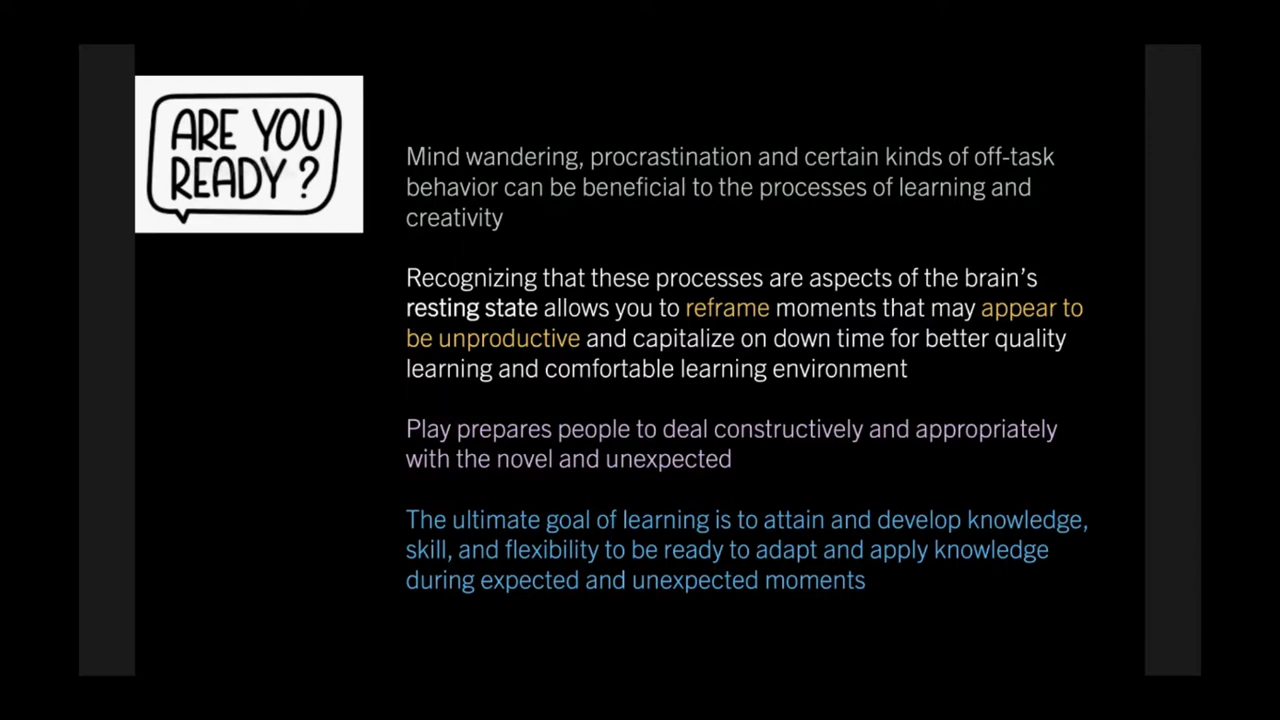 ARE YOU
READY?
Mind wandering, procrastination and certain kinds of off-task
behavior can be beneficial to the processes of learning and
creativity
Recognizing that these processes are aspects of the brain’s
resting state allows you to reframe moments that may appear to
be unproductive and capitalize on down time for better quality
learning and comfortable learning environment
Play prepares people to deal constructively and appropriately
with the novel and unexpected
The ultimate goal of learning is to attain and develop knowledge,
skill, and flexibility to be ready to adapt and apply knowledge
during expected and unexpected moments